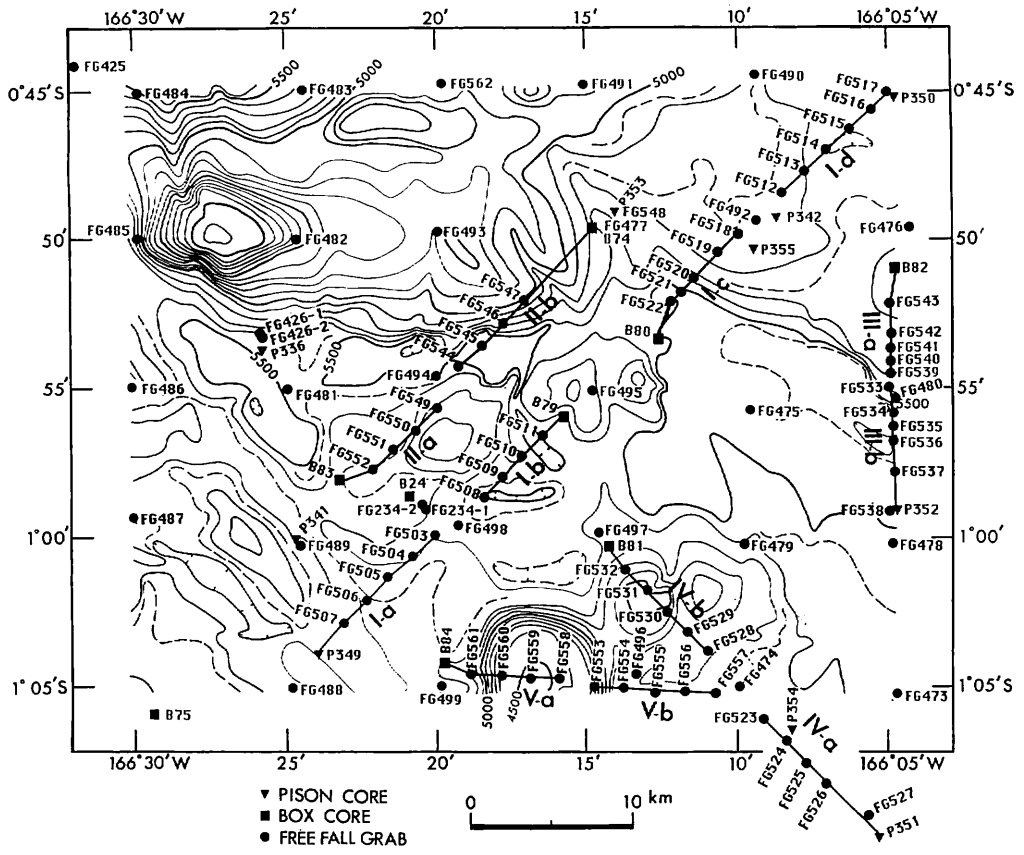 166°30′W 25′ 20′ 15′ 10′ 166°05′W
FG425
5500
5000
FG562
FG491
5000
FG490
FG517
P350
0°45′S
FG484
FG483
0°45′S
FG516
FG515
FG514
FG513
FG512
I-d
P353
FG548
FG477
B74
FG492
P342
FG518
FG476
50′
FG485
FG482
FG493
50′
FG519
P355
FG520
FG521
FG522
I-c
B80
B82
FG543
FG542
FG541
FG540
FG539
III-a
FG547
FG546
FG545
FG544
II-b
FG426-1
FG426-2
P336
5500
5500
FG494
55′
FG486
FG481
FG495
FG533
FG480
55′
5500
FG534
FG535
FG536
III-b
FG537
FG538
P352
FG475
B79
FG549
FG550
FG551
FG552
II-a
B83
FG511
FG510
FG509
FG508
I-b
B24
FG234-2
FG234-1
FG498
FG487
P341
FG489
FG503
FG504
FG505
FG506
FG507
I-a
P349
FG497
B81
FG479
FG478
1°00′
1°00′
FG532
FG531
FG530
FG529
FG528
IV-b
B84
FG561
FG560
FG559
FG558
FG553
FG554
FG496
FG555
FG556
FG557
FG474
1°05′S
FG488
FG499
5000
4500
V-a
V-b
FG473
1°05′S
B75
FG523
P354
IV-a
FG524
FG525
FG526
FG527
P351
166°30′W 25′ 20′ 15′ 10′ 166°05′W
PISON CORE
BOX CORE
FREE FALL GRAB
0 10 km